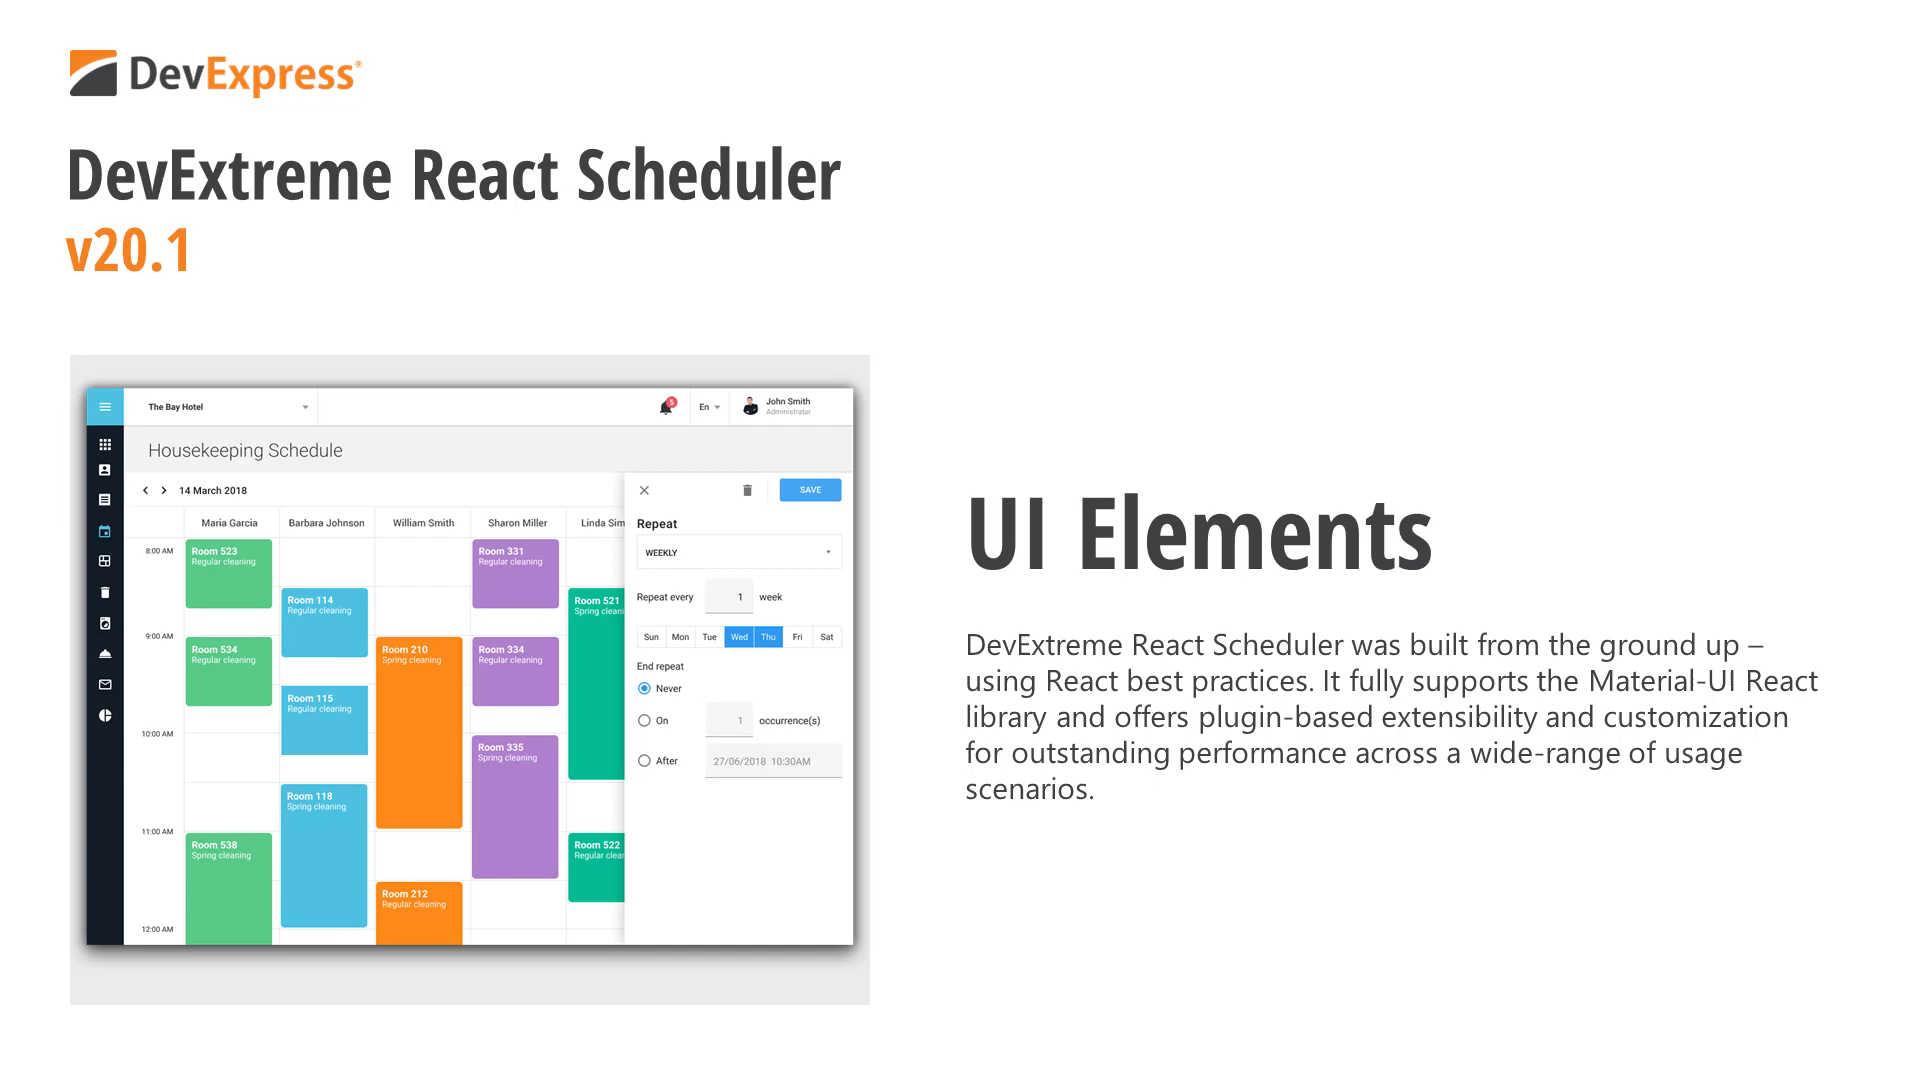 DevExpress®
DevExtreme React Scheduler
v20.1
The Bay Hotel
5
En
John Smith
Administrator
Housekeeping Schedule
14 March 2018
SAVE
Maria Garcia
Barbara Johnson
William Smith
Sharon Miller
Linda Sim
8:00 AM
9:00 AM
10:00 AM
11:00 AM
12:00 AM
Room 523
Regular cleaning
Room 534
Regular cleaning
Room 538
Spring cleaning
Room 114
Regular cleaning
Room 115
Regular cleaning
Room 118
Spring cleaning
Room 210
Spring cleaning
Room 212
Regular cleaning
Room 331
Regular cleaning
Room 334
Regular cleaning
Room 335
Spring cleaning
Room 521
Spring cleani
Room 522
Regular clea
Repeat
WEEKLY
Repeat every 1 week
Sun Mon Tue Wed Thu Fri Sat
End repeat
Never
On 1 occurrence(s)
After 27/06/2018 10:30AM
UI Elements
DevExtreme React Scheduler was built from the ground up –
using React best practices. It fully supports the Material-UI React
library and offers plugin-based extensibility and customization
for outstanding performance across a wide-range of usage
scenarios.